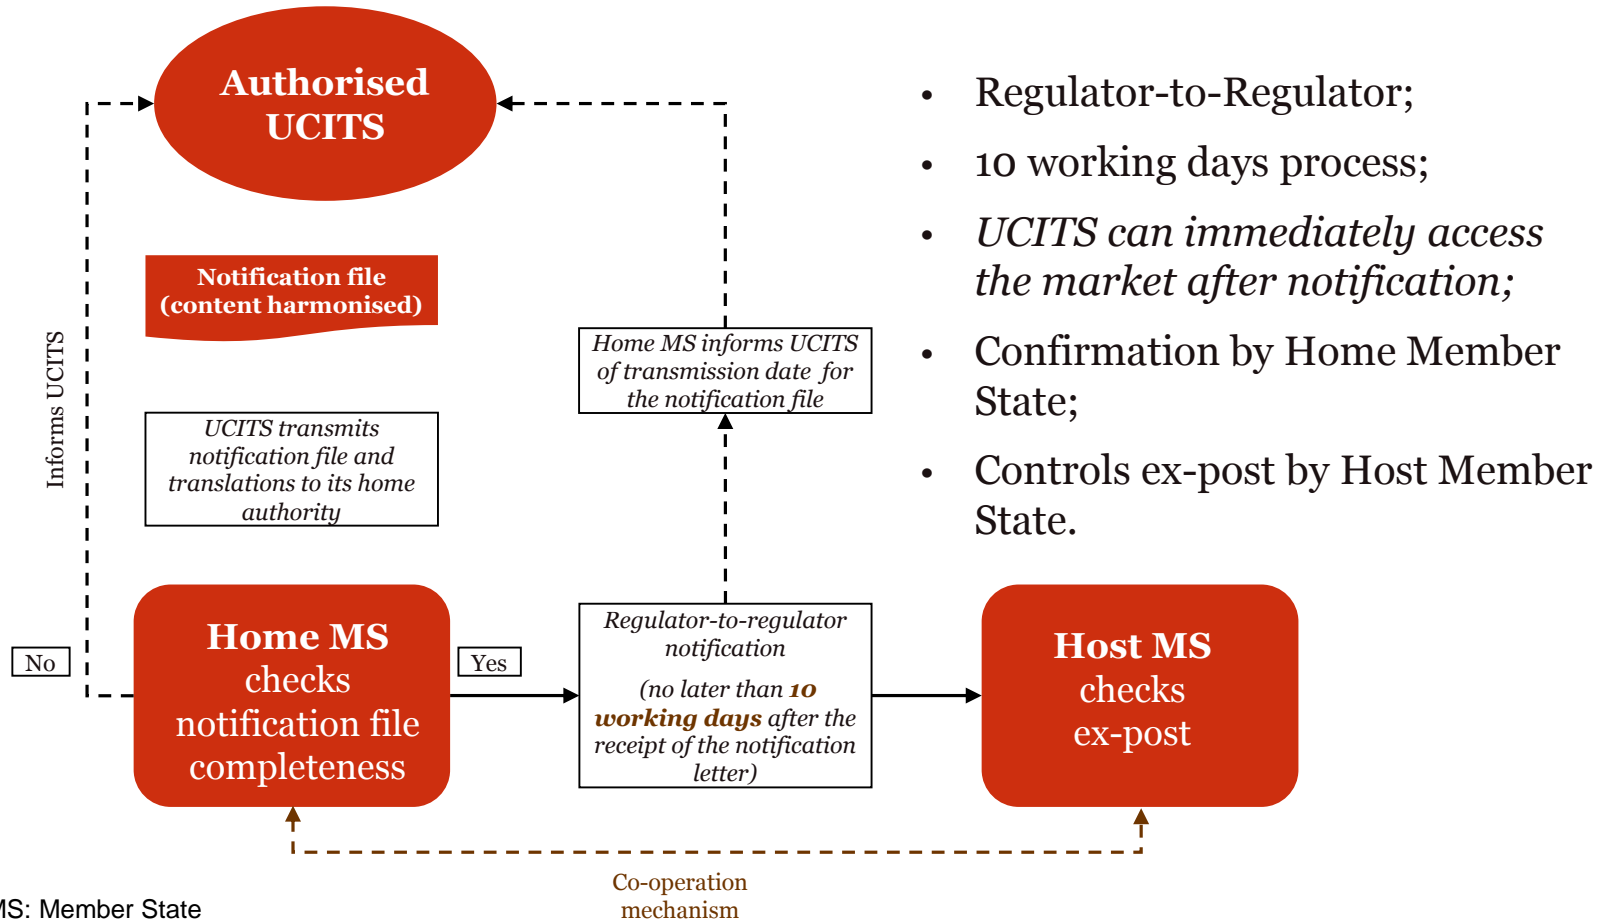 Authorised
UCITS
Notification file
(content harmonised)
Informs UCITS
UCITS transmits
notification file and
translations to its home
authority
Home MS informs UCITS
of transmission date for
the notification file
No
Home MS
checks
notification file
completeness
Yes
Regulator-to-regulator
notification
(no later than 10
working days after the
receipt of the notification
letter)
Host MS
checks
ex-post
Co-operation
mechanism
MS: Member State
• Regulator-to-Regulator;
• 10 working days process;
• UCITS can immediately access
the market after notification;
• Confirmation by Home Member
State;
• Controls ex-post by Host Member
State.